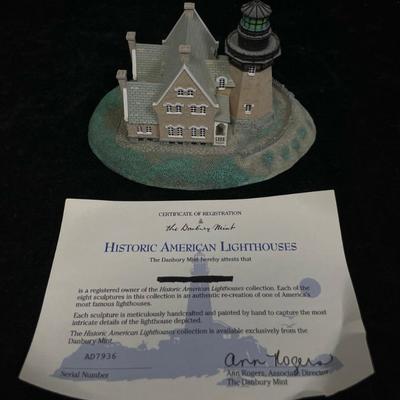 CERTIFICATE OF REGISTRATION
&
the Danbury Mint
HISTORIC AMERICAN LIGHTHOUSES
The Danbury Mint hereby attests that
is a registered owner of the Historic American Lighthouses collection. Each of the
eight sculptures in this collection is an authentic re-creation of one of America's
most famous lighthouses.
Each sculpture is meticulously handcrafted and painted by hand to capture the most
intricate details of the lighthouse depicted.
The Historic American Lighthouses collection is available exclusively from the
Danbury Mint.
AD7936
Serial Number
Ann Rogers
Ann Rogers, Associate Director
The Danbury Mint